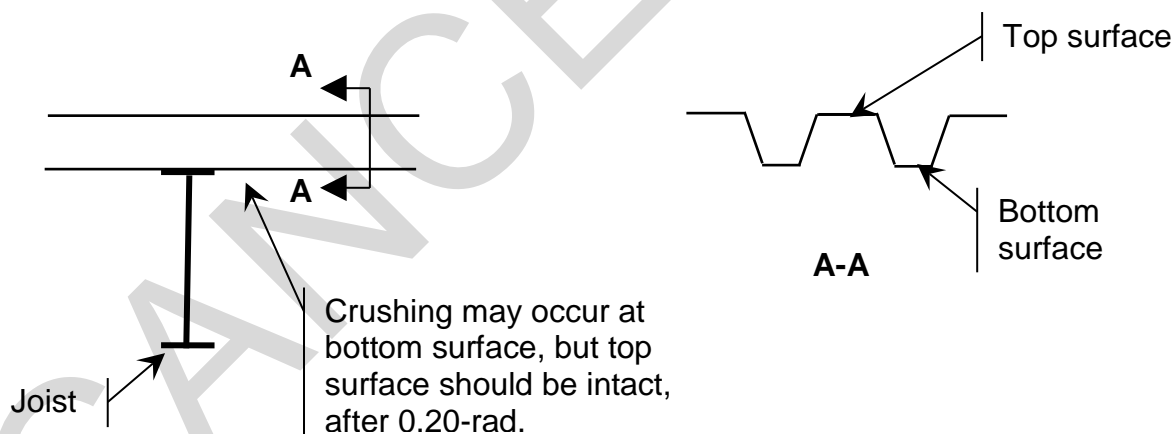 Top surface
A
A
Bottom
surface
A-A
Crushing may occur at
bottom surface, but top
surface should be intact,
after 0.20-rad.
Joist
CANCE